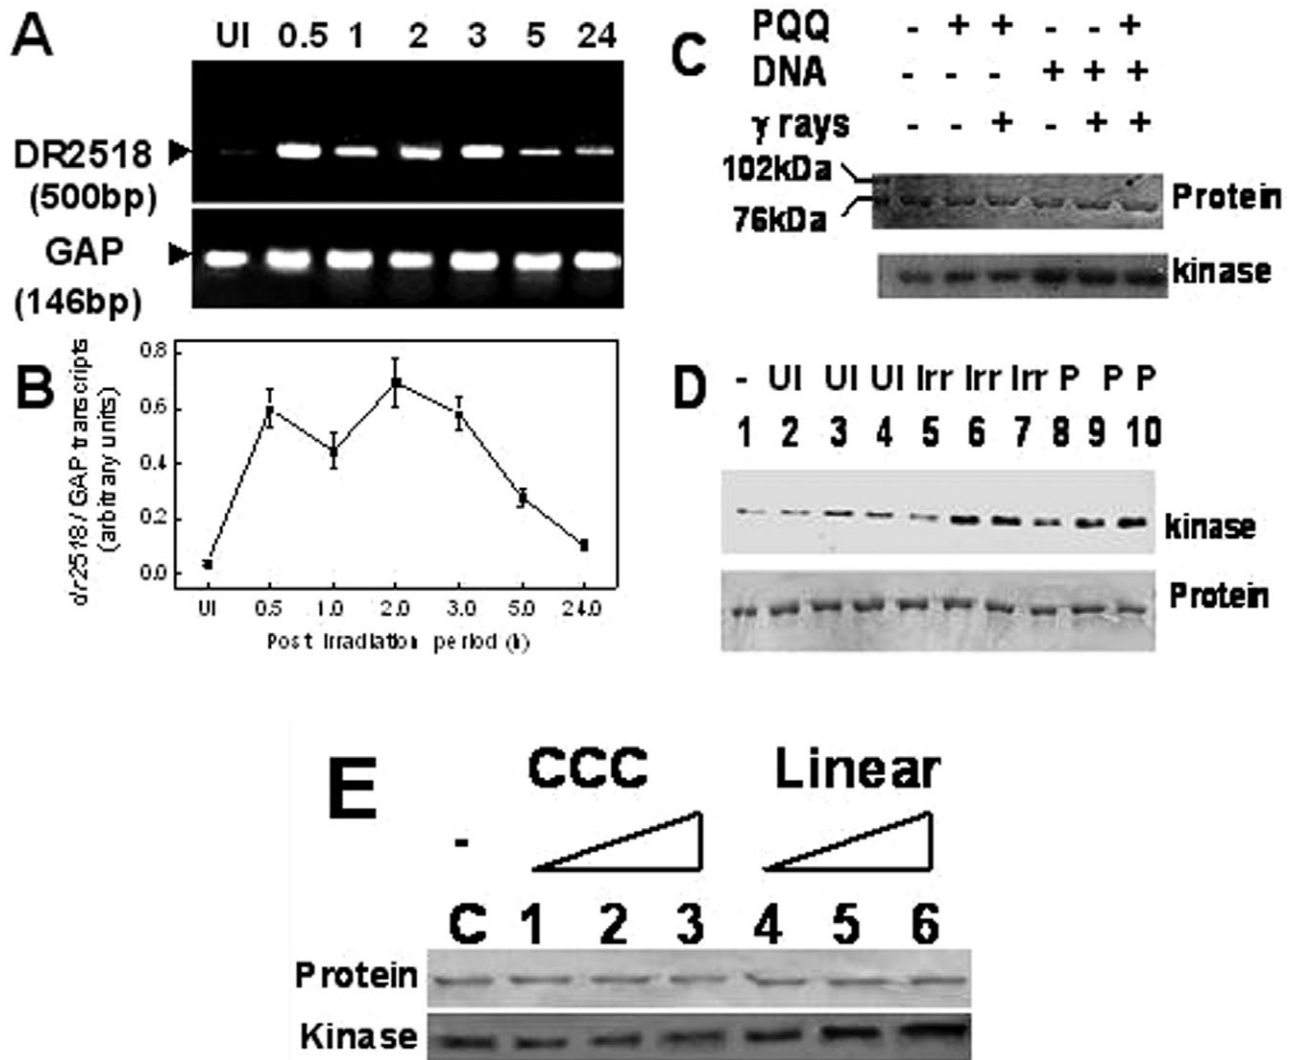 A
UI 0.5 1 2 3 5 24
DR2518
(500bp)
GAP
(146bp)
B
dr2518 / GAP transcripts
(arbitrary units)
0.8
0.6
0.4
0.2
0.0
UI 0.5 1.0 2.0 3.0 5.0 24.0
Post irradiation period (h)
C
PQQ - + + - - +
DNA - - - + + +
γ rays - - + - + +
102kDa
76kDa
Protein
kinase
D
- UI UI UI Irr Irr Irr P P P
1 2 3 4 5 6 7 8 9 10
kinase
Protein
E
CCC Linear
-
C 1 2 3 4 5 6
Protein
Kinase